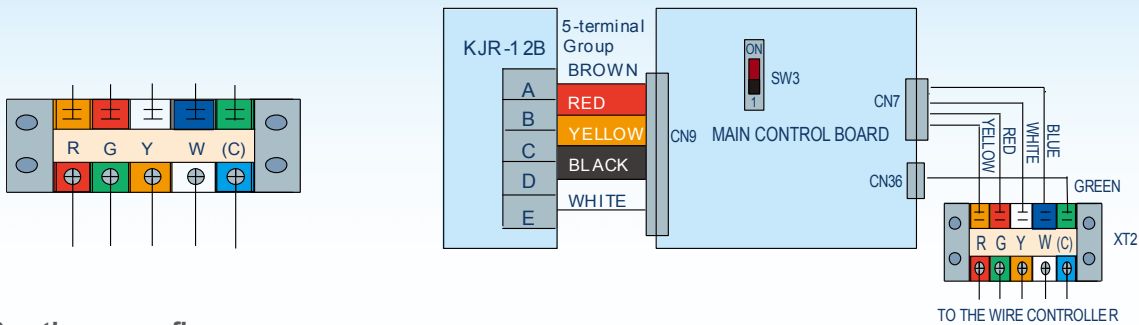 R G Y W (C)
KJR-12B
5-terminal
Group
A
B
C
D
E
BROWN
RED
YELLOW
BLACK
WHITE
CN9
ON
1
SW3
MAIN CONTROL BOARD
CN7
CN36
YELLOW
RED
WHITE
BLUE
GREEN
R G Y W (C)
XT2
TO THE WIRE CONTROLLER